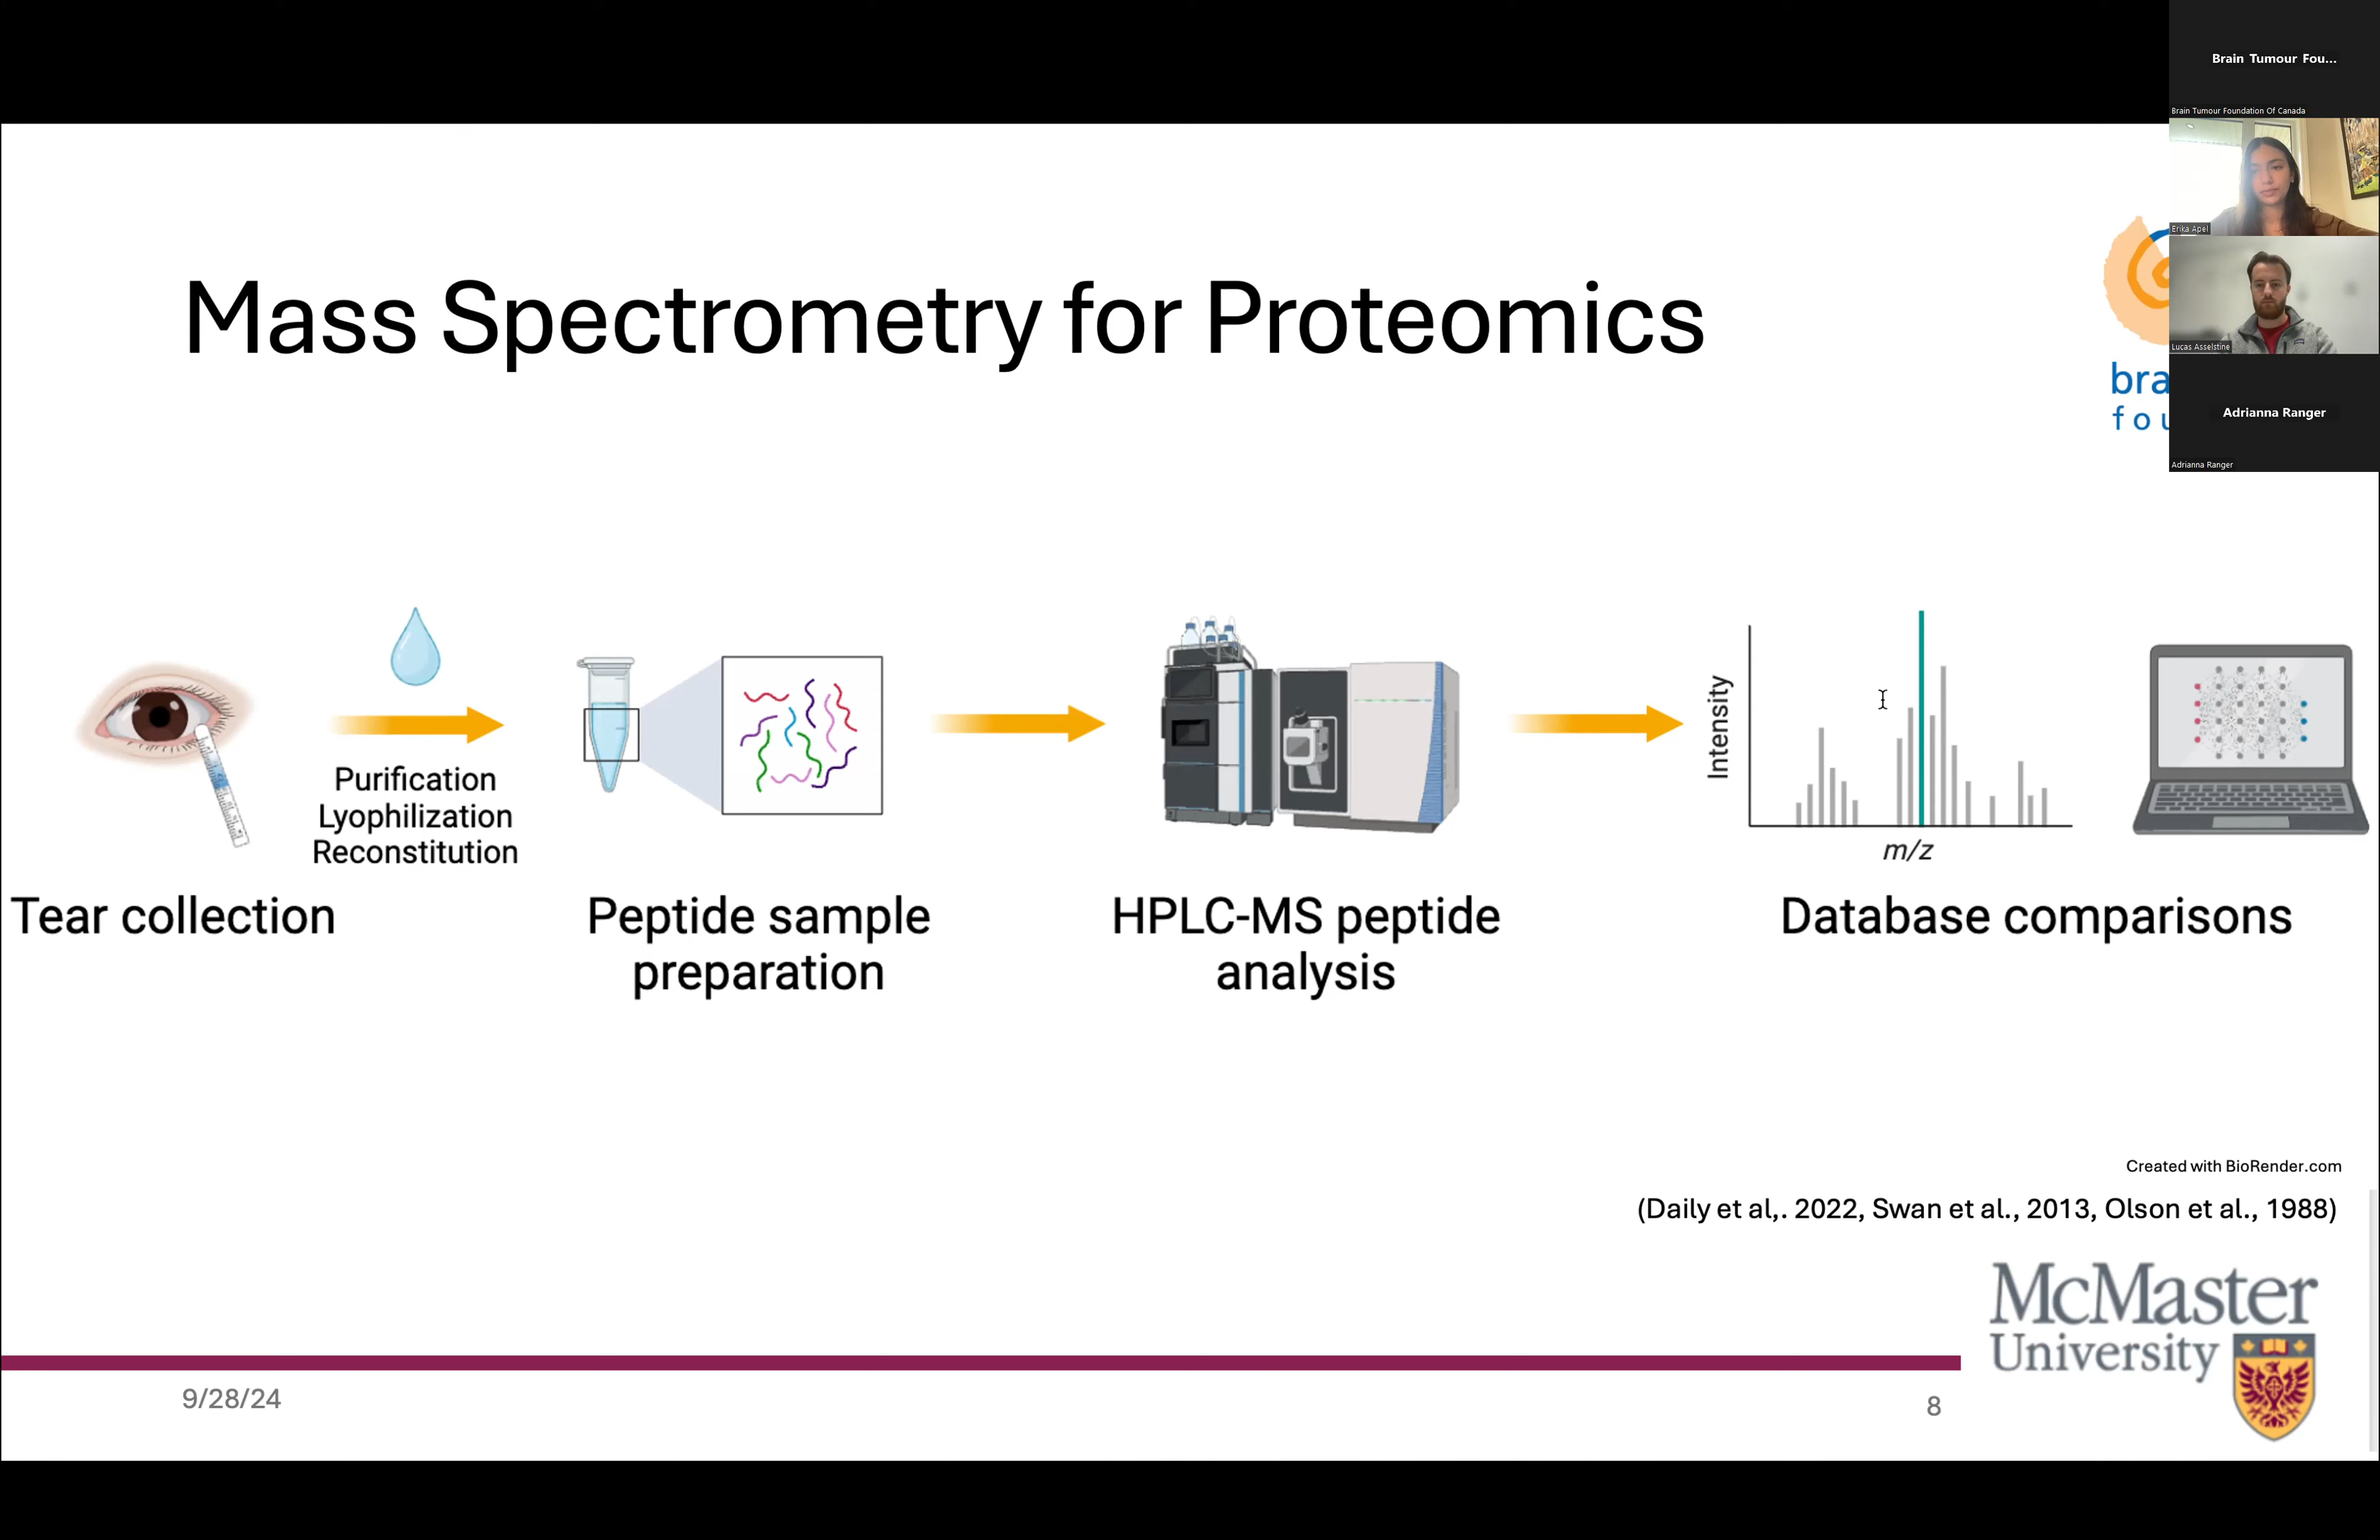 Brain Tumour Fou...
Brain Tumour Foundation Of Canada
Erika Apel
Lucas Asselstine
Adrianna Ranger
Adrianna Ranger
Mass Spectrometry for Proteomics
bra
fou
Purification
Lyophilization
Reconstitution
Intensity
m/z
Tear collection
Peptide sample
preparation
HPLC-MS peptide
analysis
Database comparisons
Created with BioRender.com
(Daily et al,. 2022, Swan et al., 2013, Olson et al., 1988)
McMaster
University
9/28/24
8